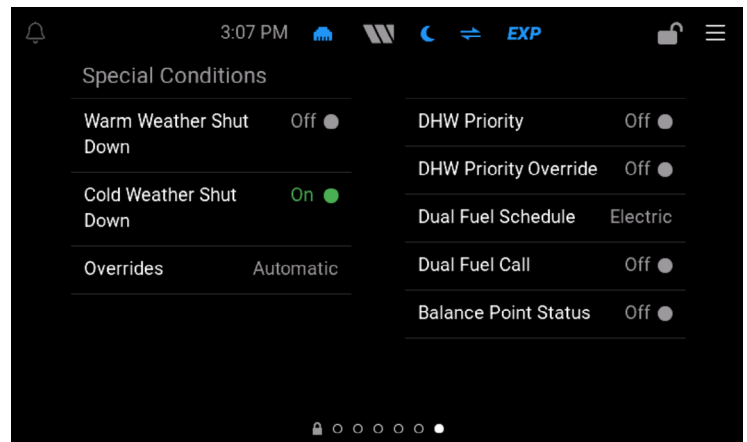 3:07 PM EXP
Special Conditions
Warm Weather Shut Down Off
Cold Weather Shut Down On
Overrides Automatic
DHW Priority Off
DHW Priority Override Off
Dual Fuel Schedule Electric
Dual Fuel Call Off
Balance Point Status Off